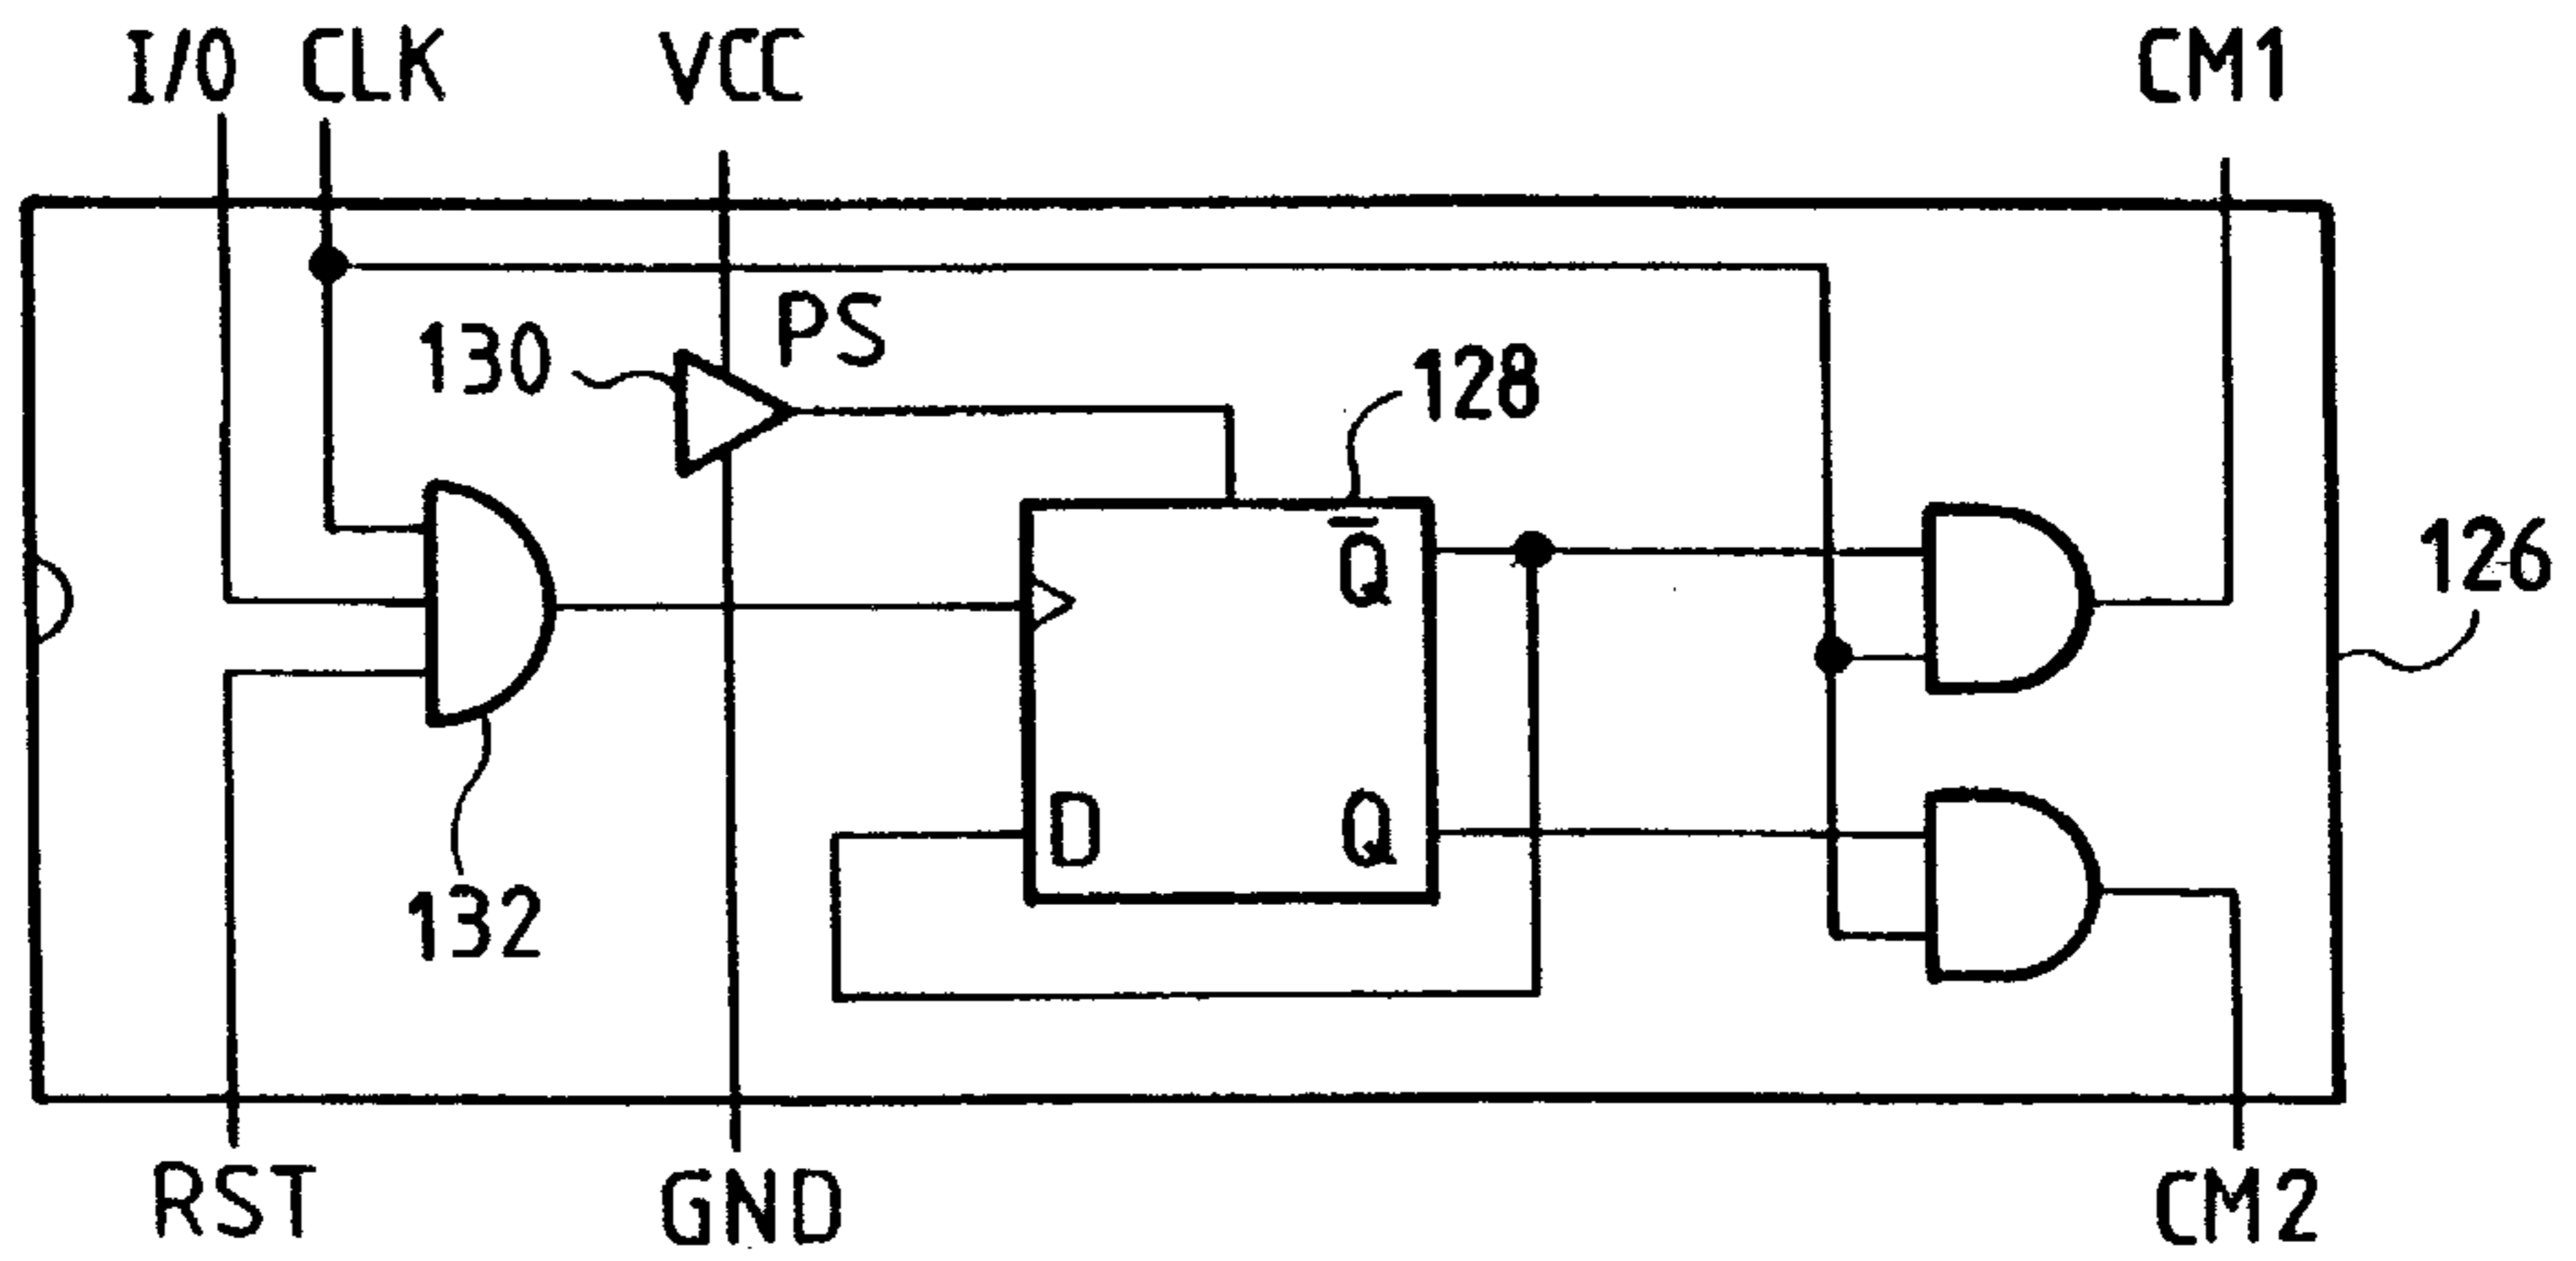 I/O CLK VCC CM1
PS
130
128
Q̅
126
D Q
132
RST GND CM2